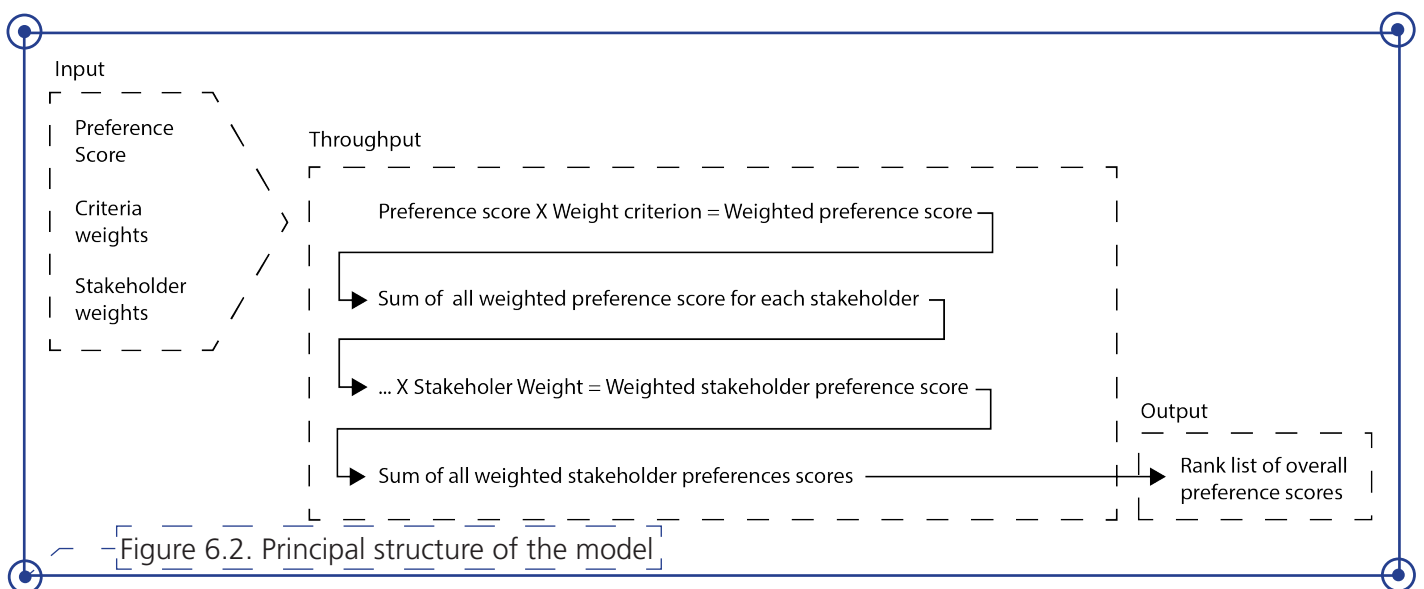 Input
Preference
Score
Criteria
weights
Stakeholder
weights
Throughput
Preference score X Weight criterion = Weighted preference score
Sum of all weighted preference score for each stakeholder
... X Stakeholer Weight = Weighted stakeholder preference score
Sum of all weighted stakeholder preferences scores
Output
Rank list of overall
preference scores
Figure 6.2. Principal structure of the model